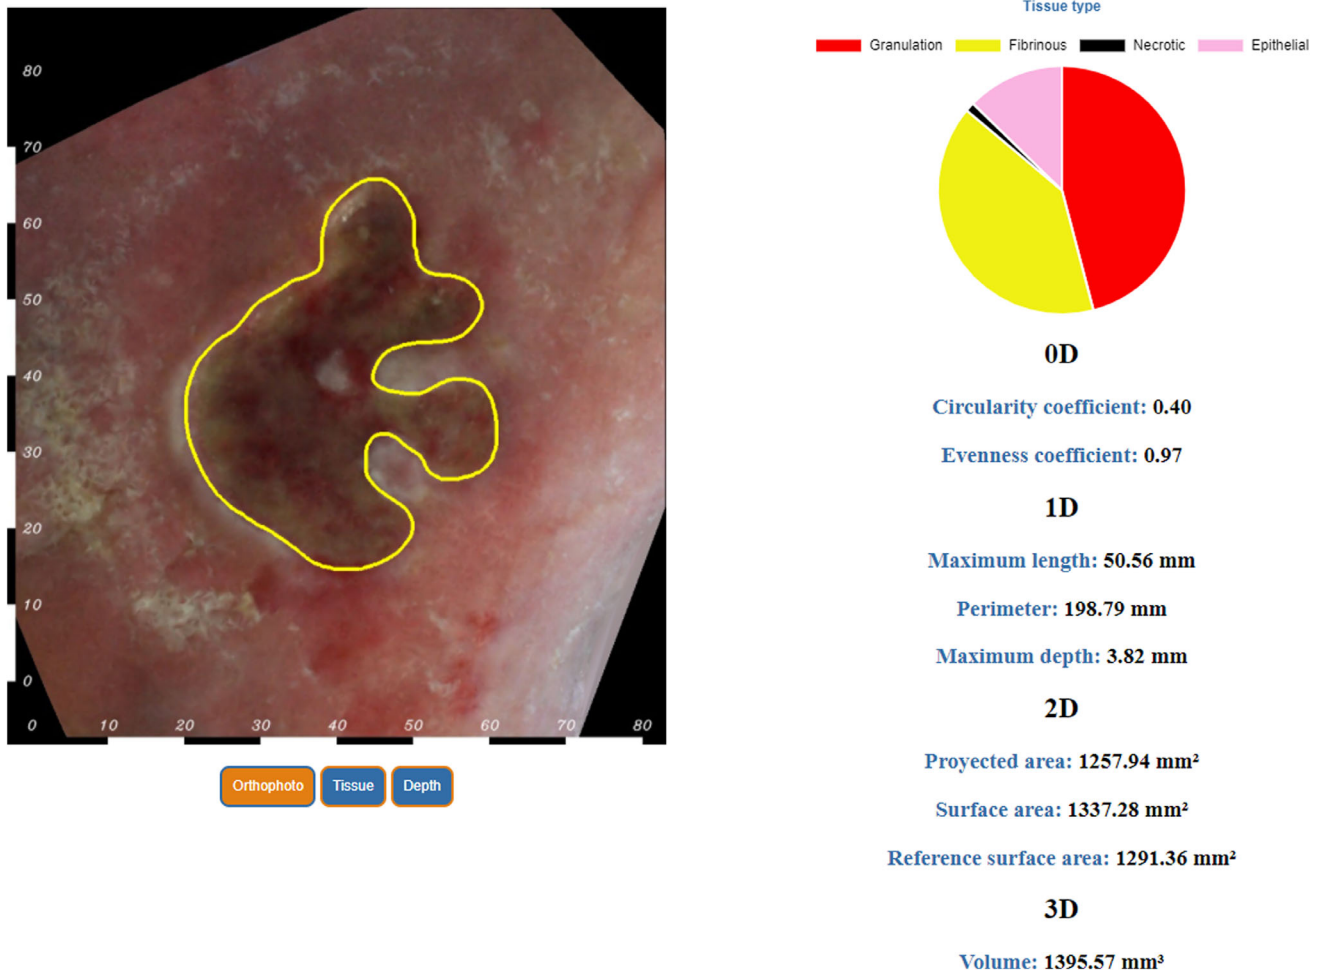 80
70
60
50
40
30
20
10
0
0 10 20 30 40 50 60 70 80
Orthophoto Tissue Depth
Tissue type
Granulation Fibrinous Necrotic Epithelial
0D
Circularity coefficient: 0.40
Evenness coefficient: 0.97
1D
Maximum length: 50.56 mm
Perimeter: 198.79 mm
Maximum depth: 3.82 mm
2D
Proyected area: 1257.94 mm²
Surface area: 1337.28 mm²
Reference surface area: 1291.36 mm²
3D
Volume: 1395.57 mm³